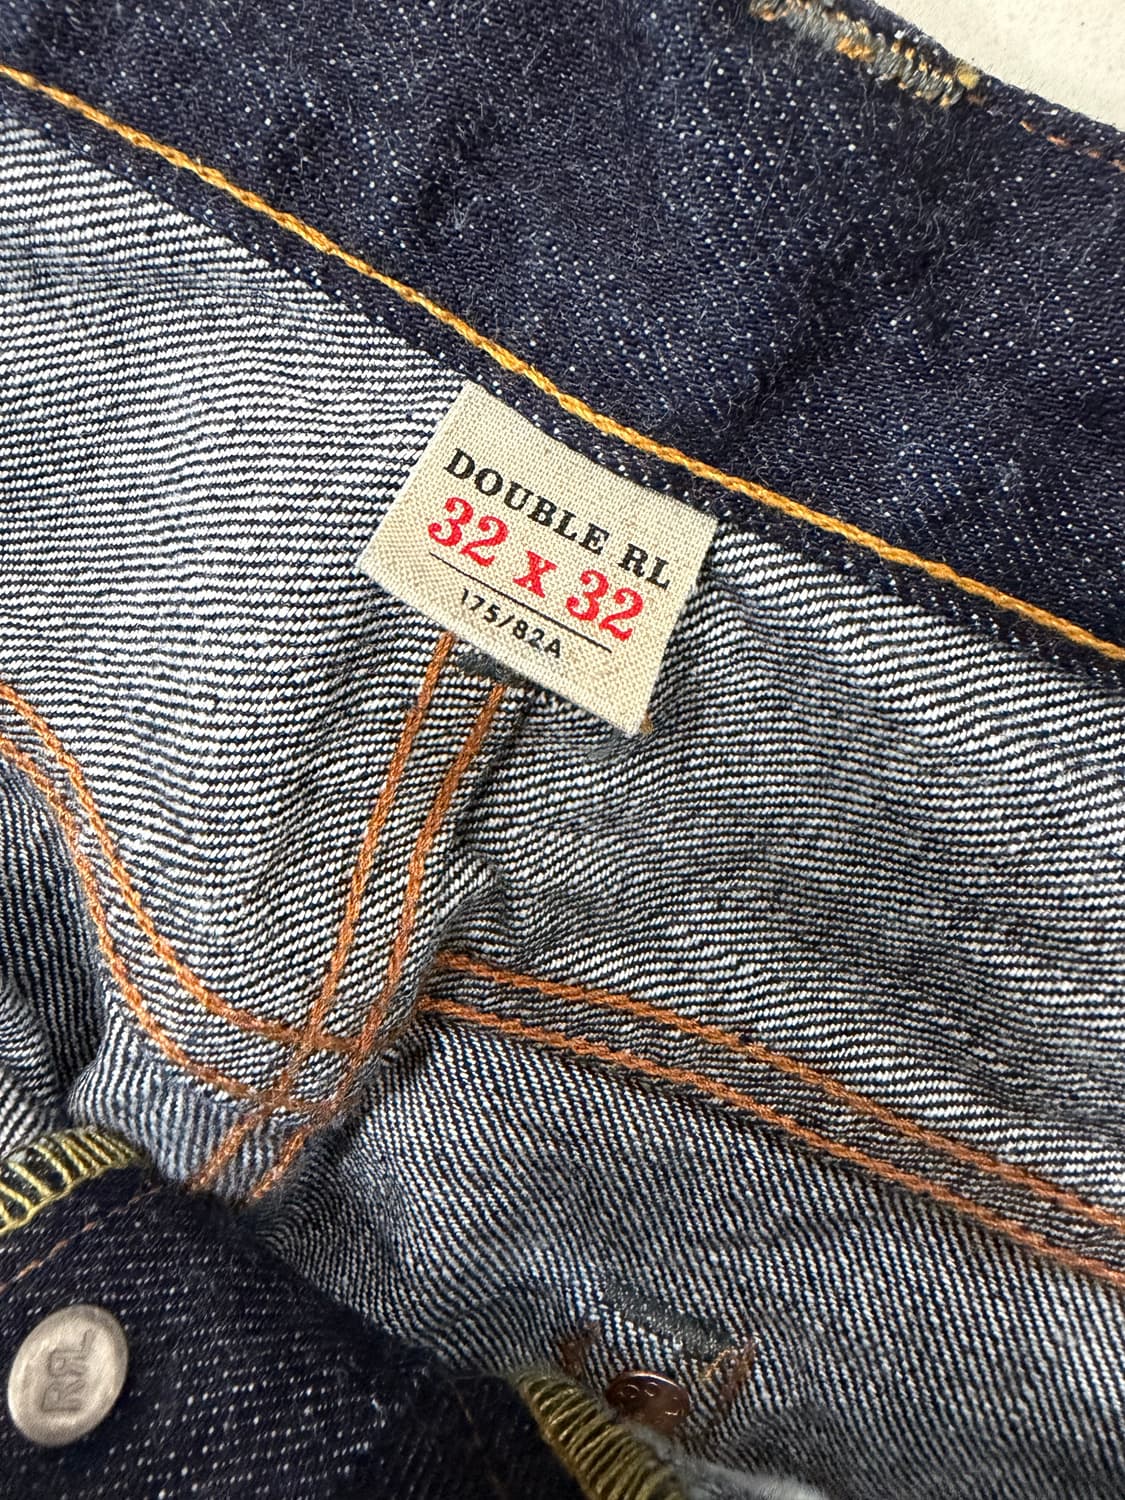 DOUBLE RL
32 x 32
175/82A
RRL